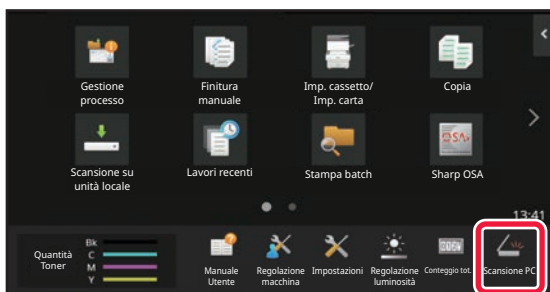 Gestione
processo
Finitura
manuale
Imp. cassetto/
Imp. carta
Copia
Scansione su
unità locale
Lavori recenti
Stampa batch
Sharp OSA
13:41
Quantità
Toner
Bk
C
M
Y
Manuale
Utente
Regolazione
macchina
Impostazioni
Regolazione
luminosità
Conteggio tot.
Scansione PC